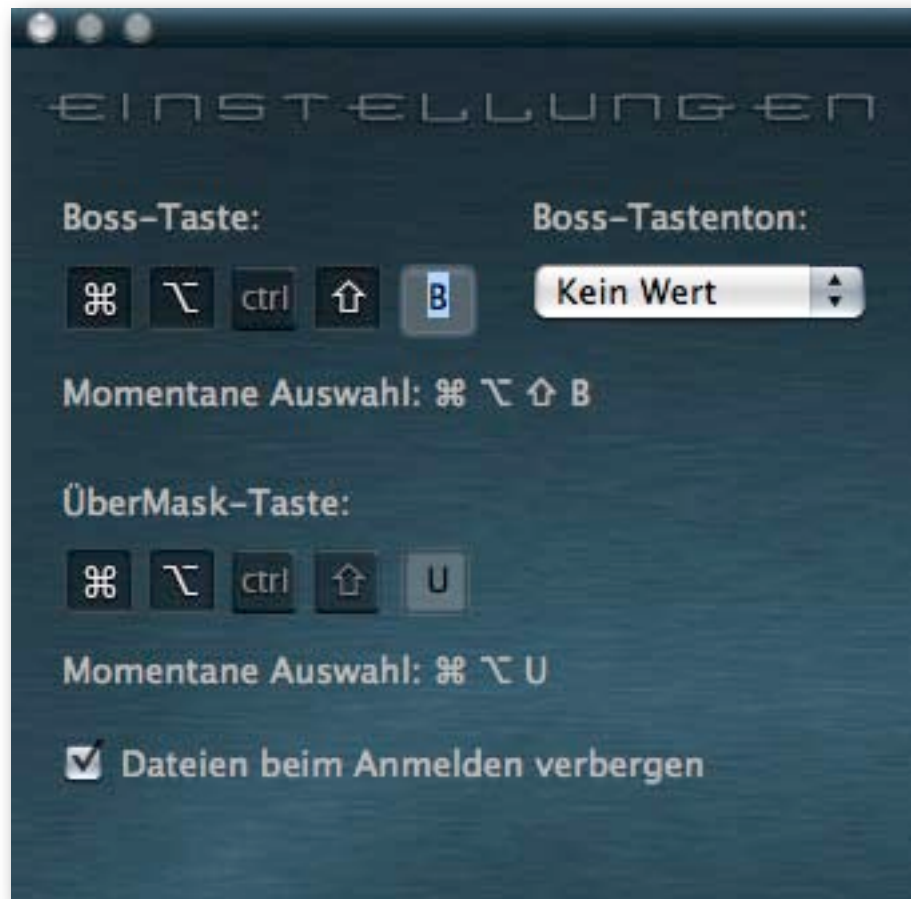 EINSTELLUNGEN
Boss-Taste: Boss-Tastenton:
⌘ ⌥ ctrl ⇧ B Kein Wert
Momentane Auswahl: ⌘ ⌥ ⇧ B
ÜberMask-Taste:
⌘ ⌥ ctrl ⇧ U
Momentane Auswahl: ⌘ ⌥ U
Dateien beim Anmelden verbergen